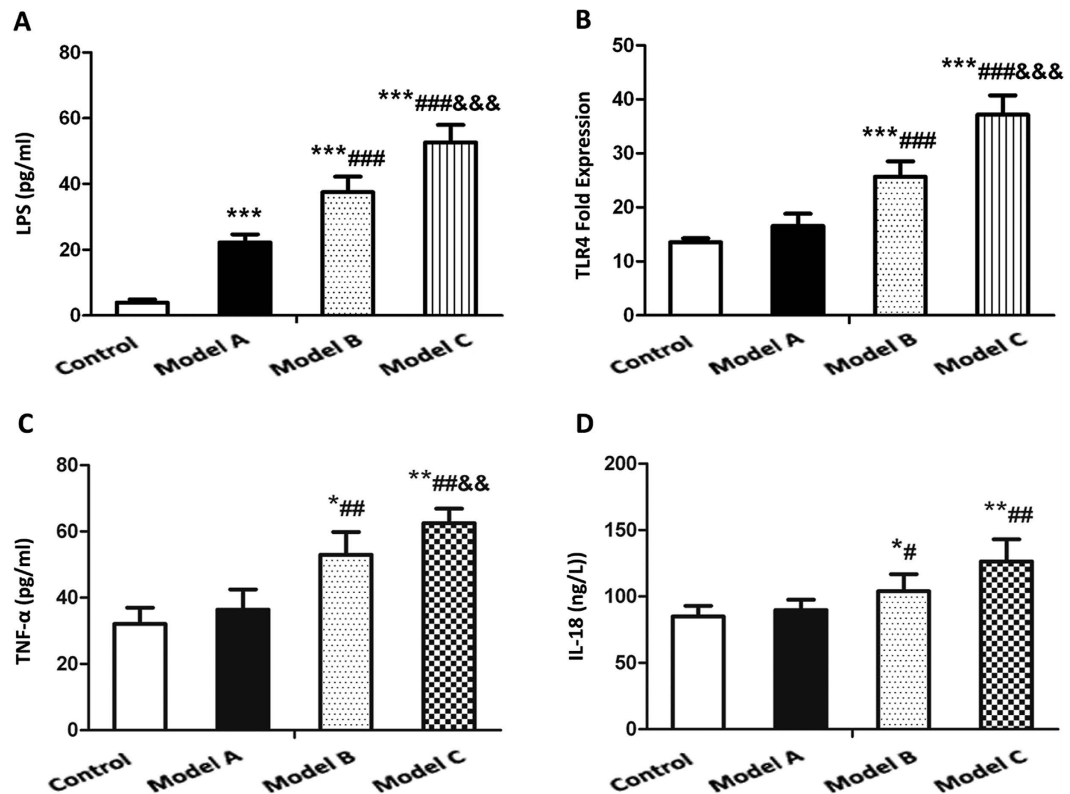 A
LPS (pg/ml)
80
60
40
20
0
***
***###
***###&&&
Control
Model A
Model B
Model C
B
TLR4 Fold Expression
50
40
30
20
10
0
***###
***###&&&
Control
Model A
Model B
Model C
C
TNF-α (pg/ml)
80
60
40
20
0
*##
**##&&
Control
Model A
Model B
Model C
D
IL-18 (ng/L))
200
150
100
50
0
*#
**##
Control
Model A
Model B
Model C